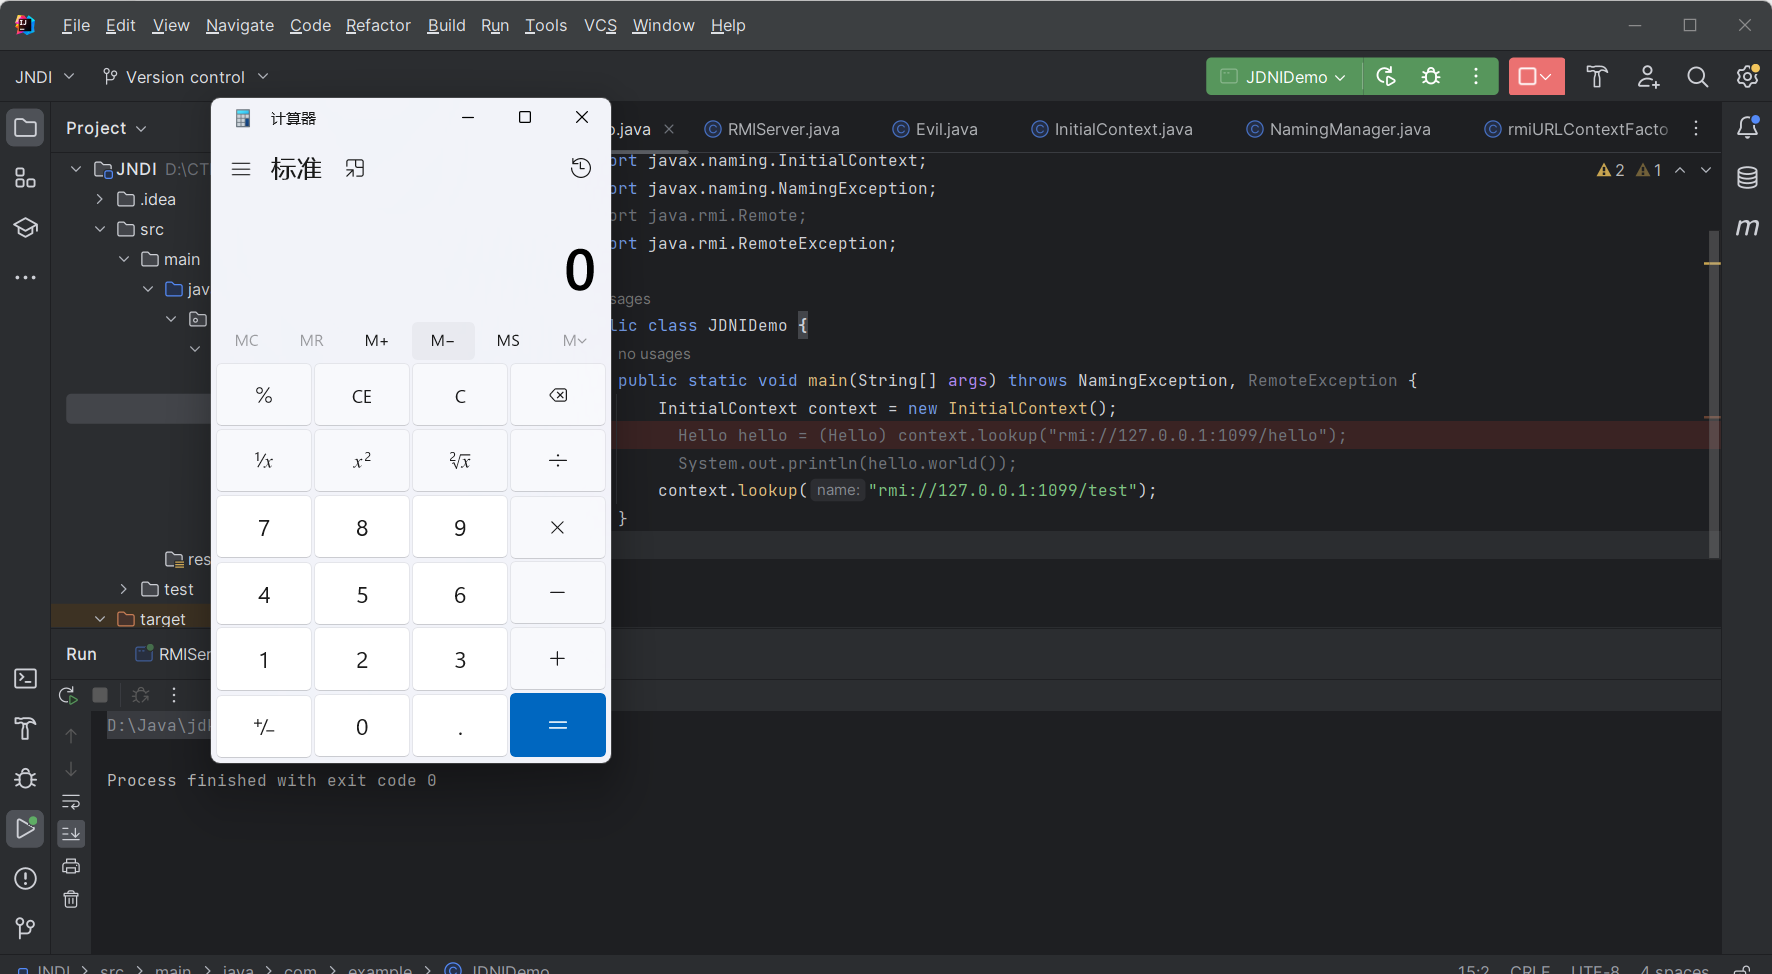 File Edit View Navigate Code Refactor Build Run Tools VCS Window Help
JNDI Version control JDNIDemo
Project
.java RMIServer.java Evil.java InitialContext.java NamingManager.java rmiURLContextFacto
JNDI D:\CT
.idea
src
main
jav
res
test
target
计算器
标准
0
MC MR M+ M− MS M
% CE C
¹/x x² ²√x ÷
7 8 9 ×
4 5 6 −
1 2 3 +
+/− 0 . =
ort javax.naming.InitialContext;
ort javax.naming.NamingException;
ort java.rmi.Remote;
ort java.rmi.RemoteException;
2 1
sages
lic class JDNIDemo {
no usages
public static void main(String[] args) throws NamingException, RemoteException {
InitialContext context = new InitialContext();
Hello hello = (Hello) context.lookup("rmi://127.0.0.1:1099/hello");
System.out.println(hello.world());
context.lookup( name: "rmi://127.0.0.1:1099/test");
}
m
Run RMISer
D:\Java\jd
Process finished with exit code 0
JNDI > src > main > java > com > example > JDNIDemo
15:2 CRLF UTF-8 4 spaces